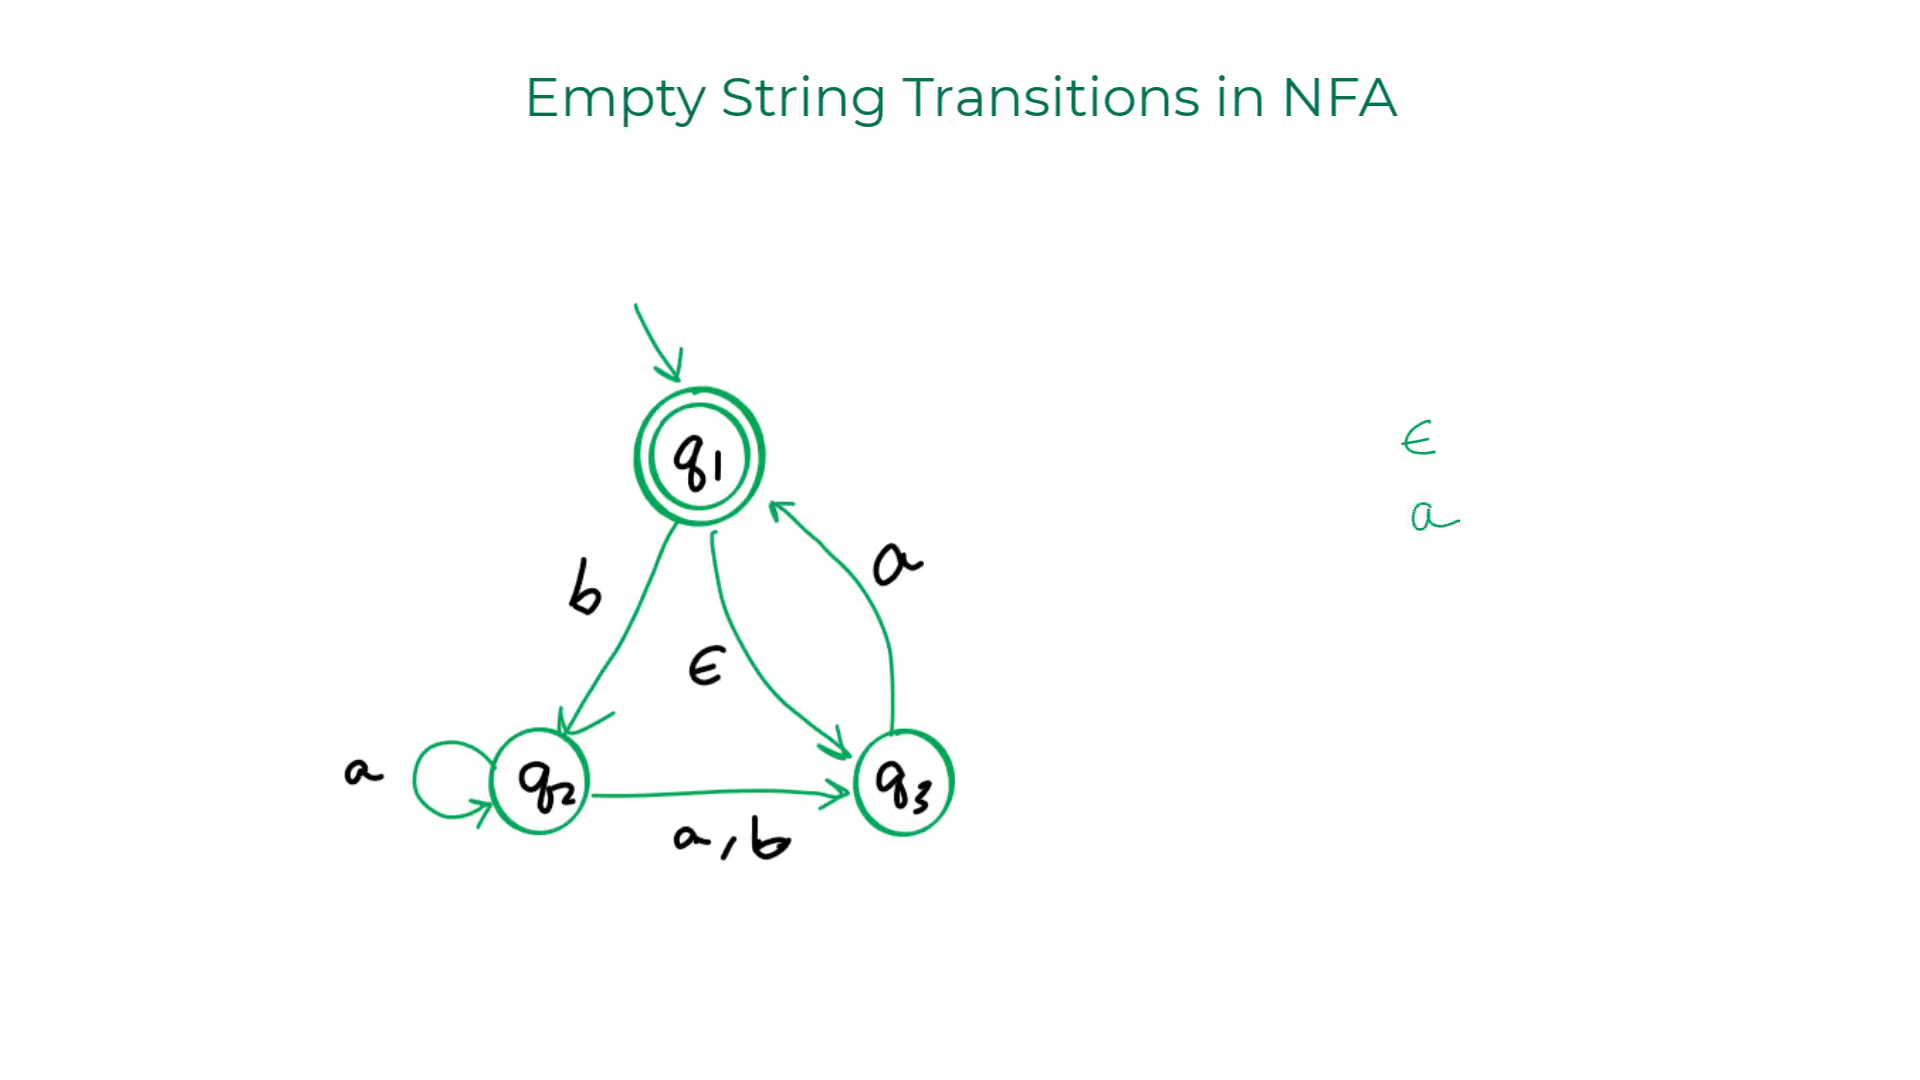 Empty String Transitions in NFA
q1
ϵ
a
a
b
ϵ
a
q2
q3
a, b